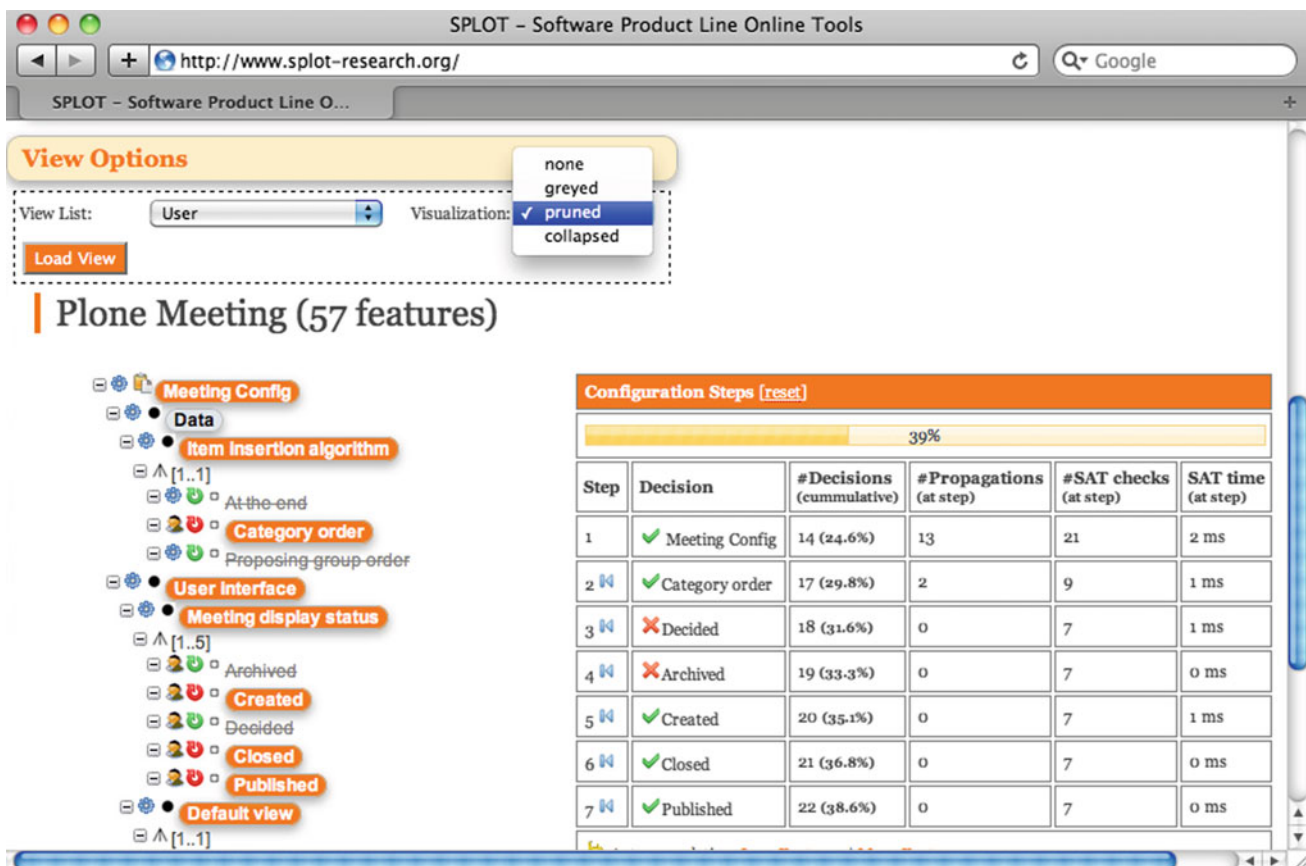 SPLOT – Software Product Line Online Tools
http://www.splot-research.org/
Google
SPLOT – Software Product Line O...
View Options
View List:
User
Visualization:
none
greyed
✓ pruned
collapsed
Load View
Plone Meeting (57 features)
Meeting Config
Data
Item Insertion algorithm
[1..1]
At the end
Category order
Proposing group order
User Interface
Meeting display status
[1..5]
Archived
Created
Decided
Closed
Published
Default view
[1..1]
Configuration Steps [reset]
39%
Step Decision #Decisions (cummulative) #Propagations (at step) #SAT checks (at step) SAT time (at step)
1 Meeting Config 14 (24.6%) 13 21 2 ms
2 Category order 17 (29.8%) 2 9 1 ms
3 Decided 18 (31.6%) 0 7 1 ms
4 Archived 19 (33.3%) 0 7 0 ms
5 Created 20 (35.1%) 0 7 1 ms
6 Closed 21 (36.8%) 0 7 0 ms
7 Published 22 (38.6%) 0 7 0 ms